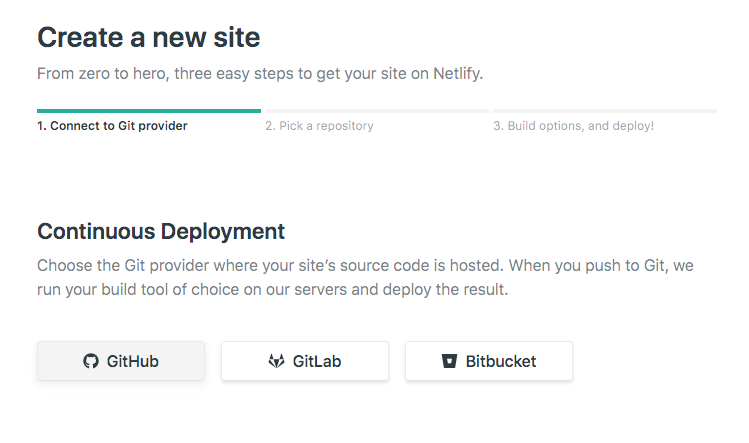 Create a new site
From zero to hero, three easy steps to get your site on Netlify.
1. Connect to Git provider
2. Pick a repository
3. Build options, and deploy!
Continuous Deployment
Choose the Git provider where your site’s source code is hosted. When you push to Git, we
run your build tool of choice on our servers and deploy the result.
GitHub
GitLab
Bitbucket